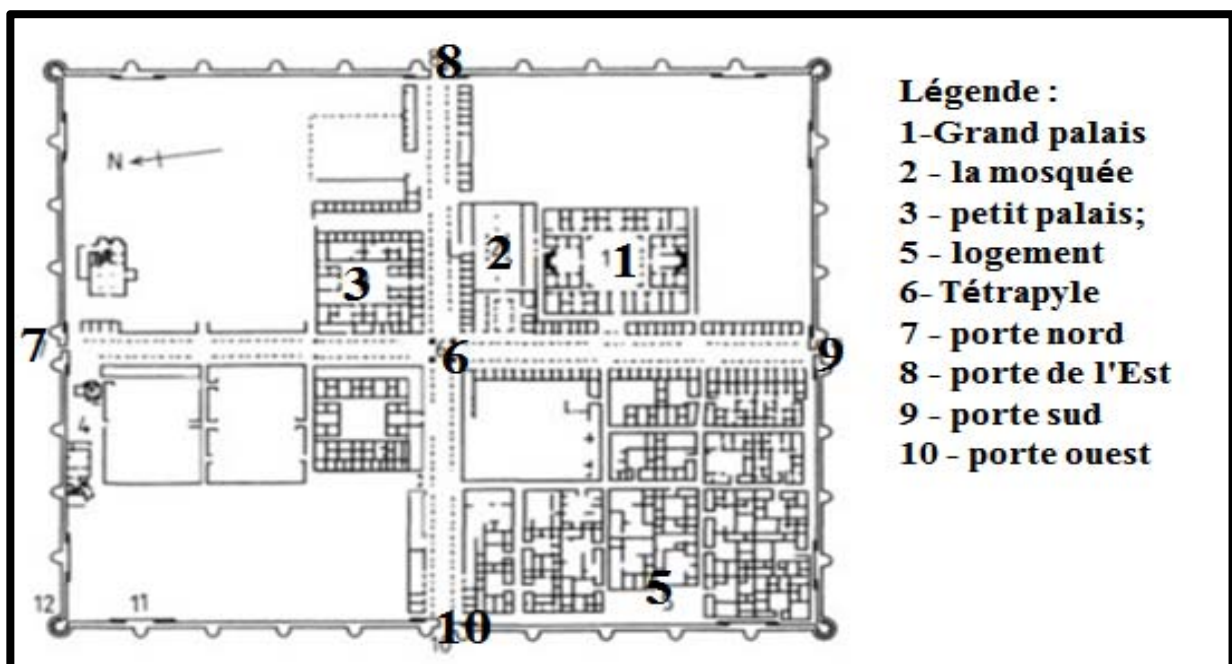 8
N
Légende :
1-Grand palais
2 - la mosquée
3 - petit palais;
5 - logement
6- Tétrapyle
7 - porte nord
8 - porte de l'Est
9 - porte sud
10 - porte ouest
2
1
3
7
6
9
4
5
12
11
10